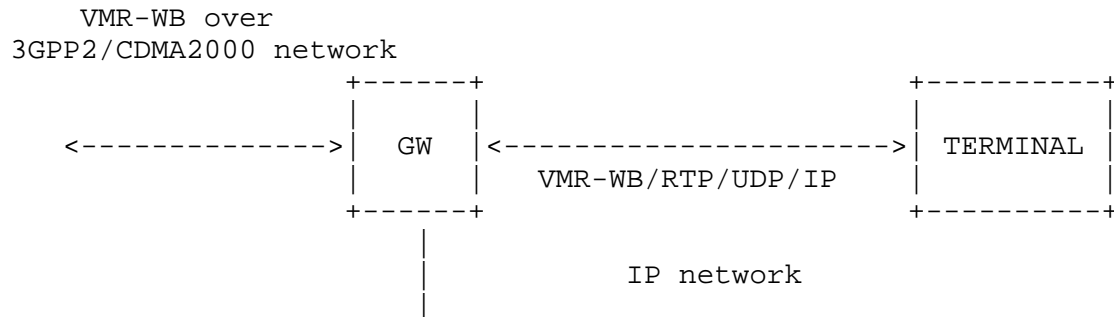 VMR-WB over
3GPP2/CDMA2000 network
GW
TERMINAL
VMR-WB/RTP/UDP/IP
IP network